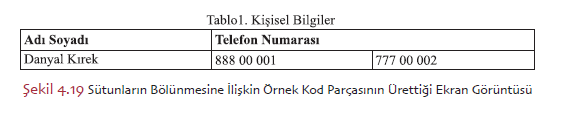 Tablo1. Kişisel Bilgiler
Adı Soyadı Telefon Numarası
Danyal Kırek 888 00 001 777 00 002
Şekil 4.19 Sütunların Bölünmesine İlişkin Örnek Kod Parçasının Ürettiği Ekran Görüntüsü